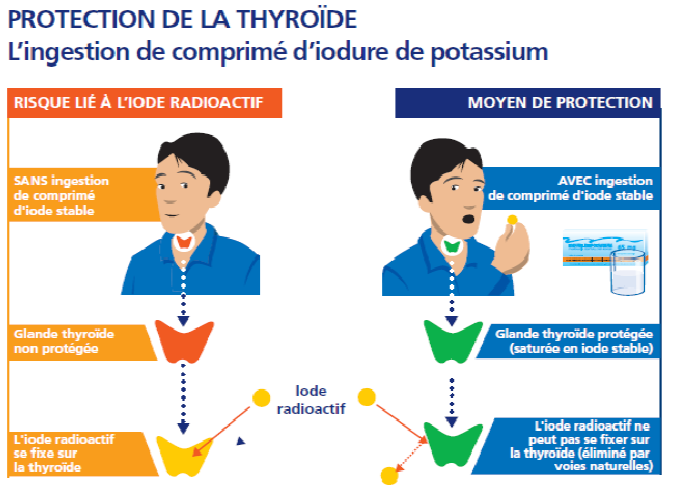 PROTECTION DE LA THYROÏDE
L'ingestion de comprimé d'iodure de potassium
RISQUE LIÉ À L'IODE RADIOACTIF
SANS ingestion
de comprimé
d'iode stable
Glande thyroïde
non protégée
L'iode radioactif
se fixe sur
la thyroïde
Iode
radioactif
MOYEN DE PROTECTION
AVEC ingestion
de comprimé d'iode stable
Glande thyroïde protégée
(saturée en iode stable)
L'iode radioactif ne
peut pas se fixer sur
la thyroïde (éliminé par
voies naturelles)